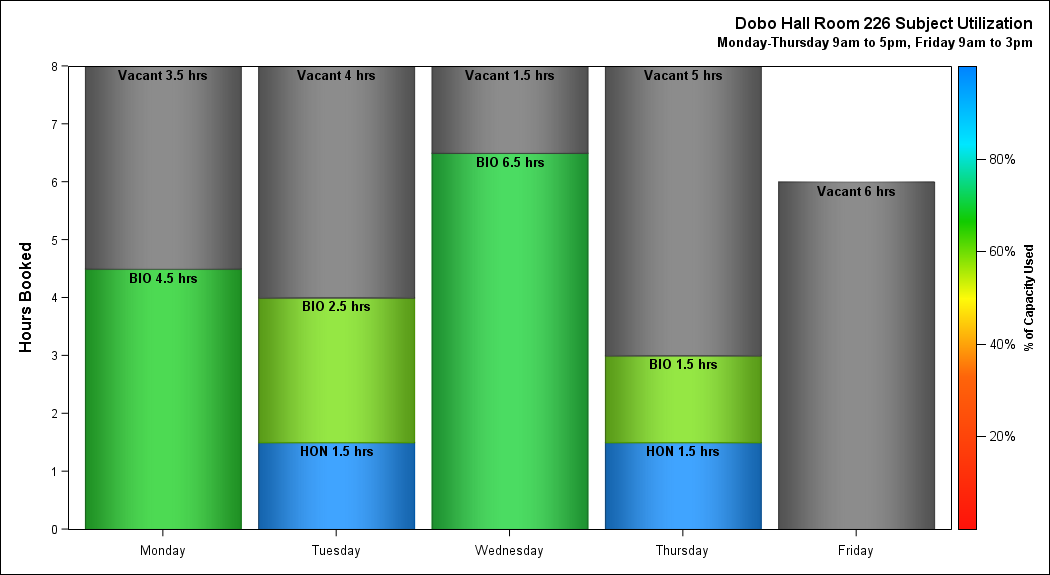 Dobo Hall Room 226 Subject Utilization
Monday-Thursday 9am to 5pm, Friday 9am to 3pm
Hours Booked
8
7
6
5
4
3
2
1
0
Vacant 3.5 hrs
BIO 4.5 hrs
Vacant 4 hrs
BIO 2.5 hrs
HON 1.5 hrs
Vacant 1.5 hrs
BIO 6.5 hrs
Vacant 5 hrs
BIO 1.5 hrs
HON 1.5 hrs
Vacant 6 hrs
Monday
Tuesday
Wednesday
Thursday
Friday
80%
60%
40%
20%
% of Capacity Used